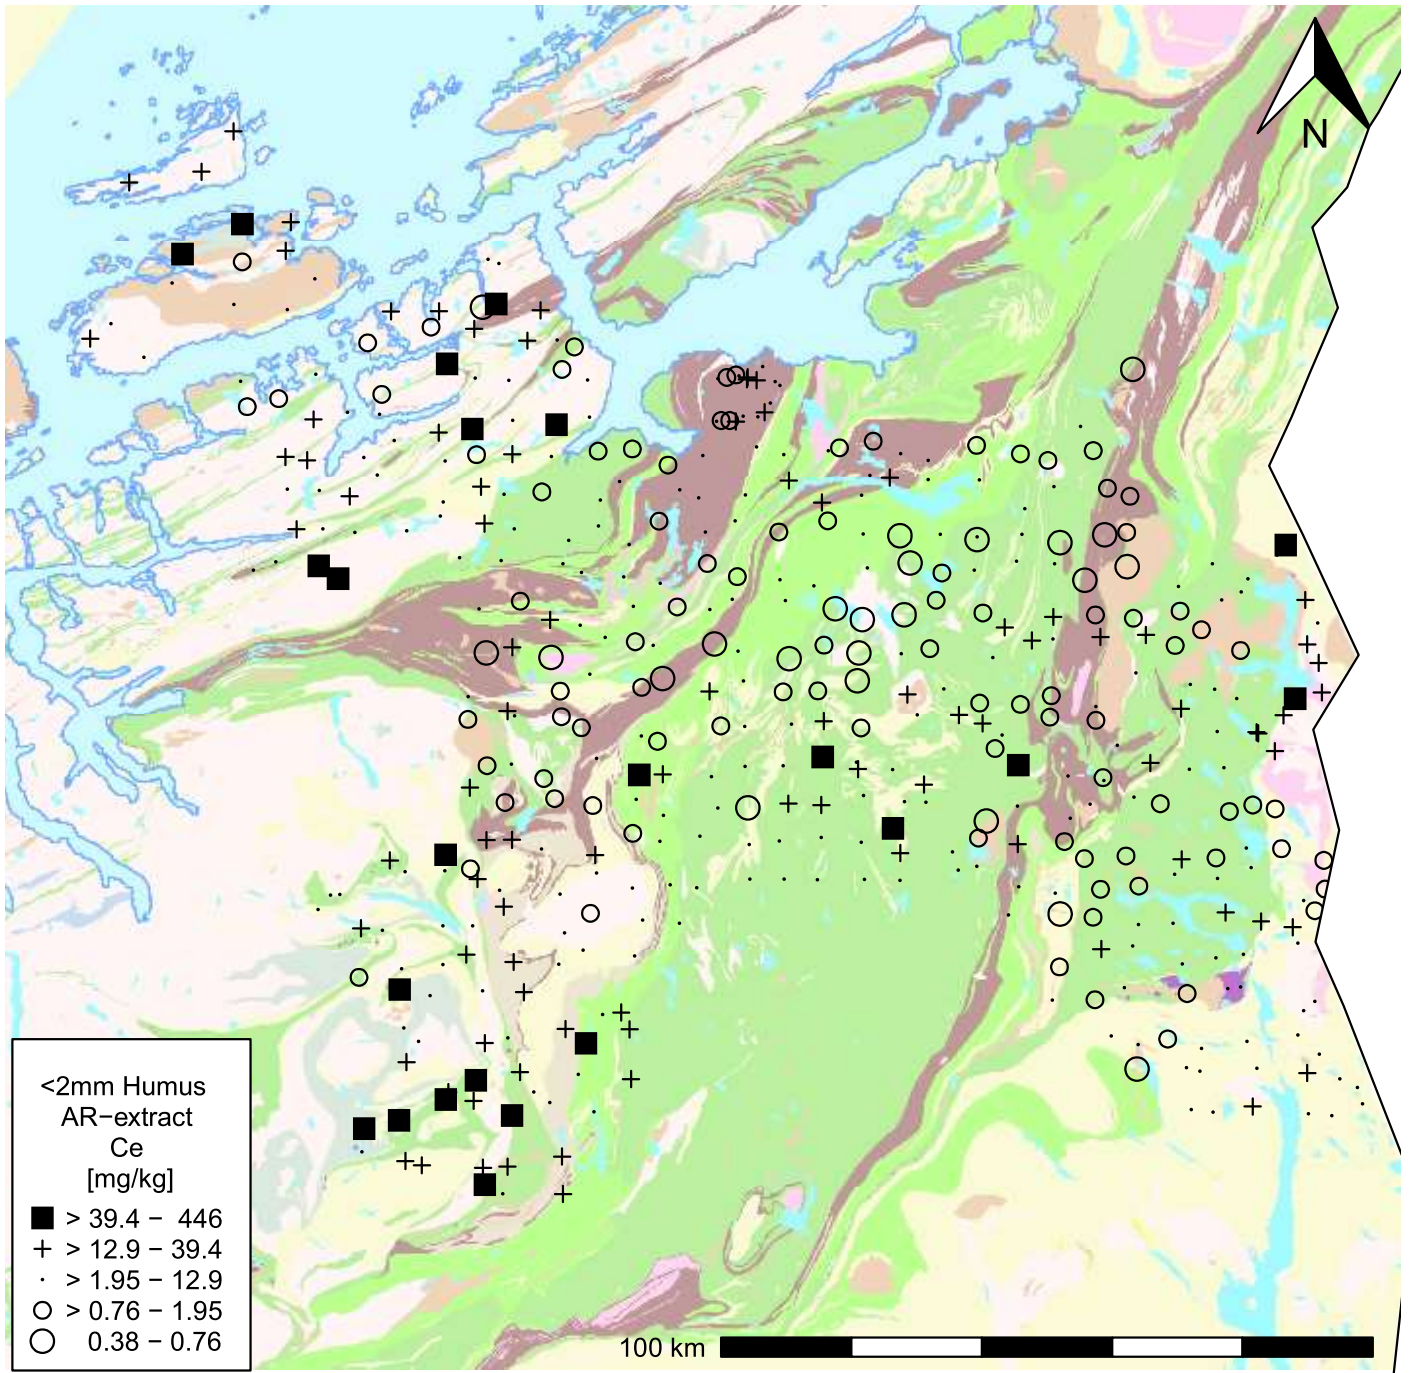 N
<2mm Humus
AR−extract
Ce
[mg/kg]
> 39.4 − 446
> 12.9 − 39.4
> 1.95 − 12.9
> 0.76 − 1.95
0.38 − 0.76
100 km